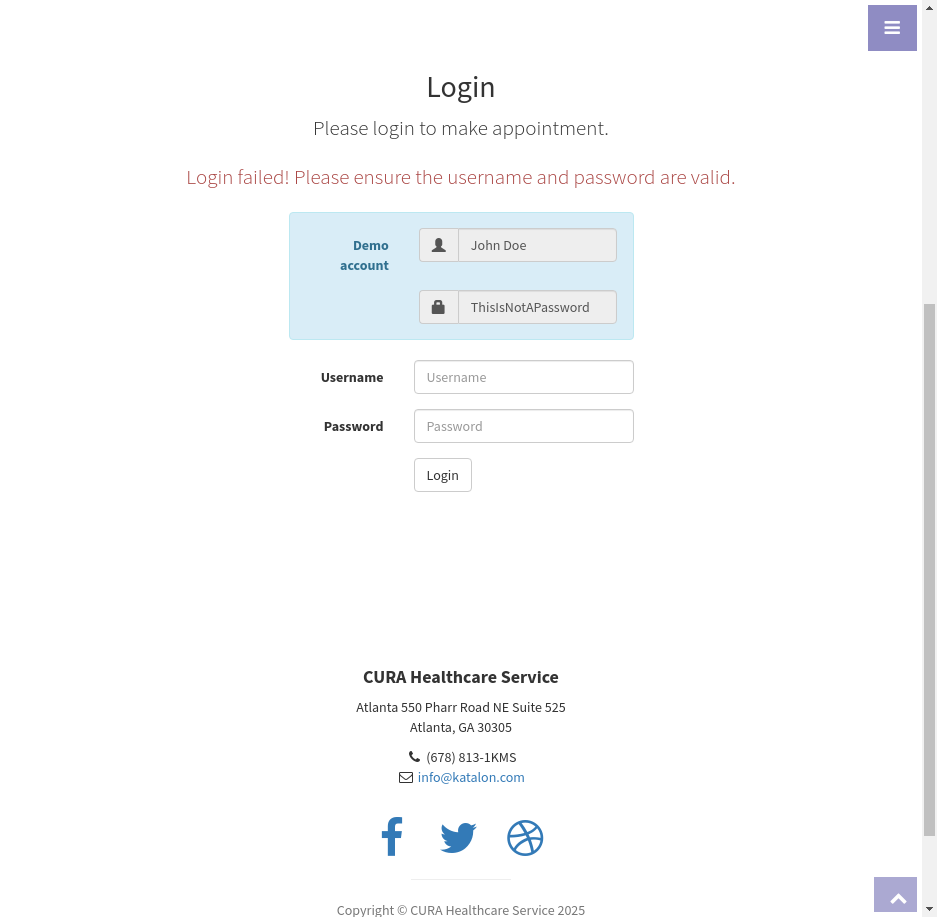 Login
Please login to make appointment.
Login failed! Please ensure the username and password are valid.
Demo account
John Doe
ThisIsNotAPassword
Username
Username
Password
Password
Login
CURA Healthcare Service
Atlanta 550 Pharr Road NE Suite 525
Atlanta, GA 30305
(678) 813-1KMS
info@katalon.com
Copyright © CURA Healthcare Service 2025